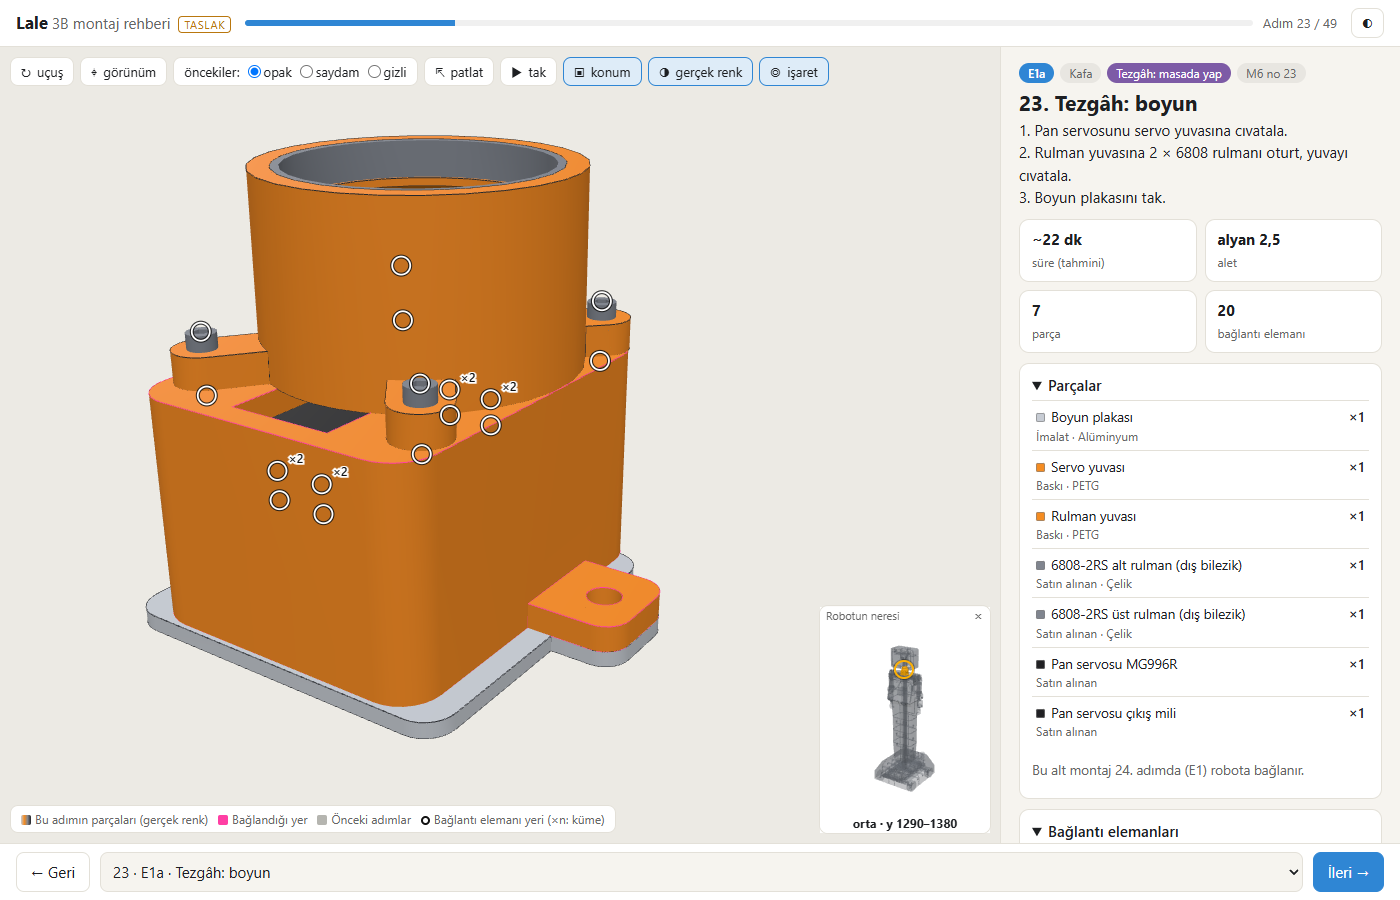 Lale 3B montaj rehberi TASLAK
Adım 23 / 49
↻ uçuş
⌖ görünüm
öncekiler: opak saydam gizli
⇱ patlat
▶ tak
▣ konum
◑ gerçek renk
◎ işaret
×2
×2
×2
×2
Robotun neresi ×
orta · y 1290–1380
Bu adımın parçaları (gerçek renk) Bağlandığı yer Önceki adımlar Bağlantı elemanı yeri (×n: küme)
E1a Kafa Tezgâh: masada yap M6 no 23
23. Tezgâh: boyun
1. Pan servosunu servo yuvasına cıvatala.
2. Rulman yuvasına 2 × 6808 rulmanı oturt, yuvayı
cıvatala.
3. Boyun plakasını tak.
~22 dk
süre (tahmini)
alyan 2,5
alet
7
parça
20
bağlantı elemanı
▼ Parçalar
Boyun plakası ×1
İmalat · Alüminyum
Servo yuvası ×1
Baskı · PETG
Rulman yuvası ×1
Baskı · PETG
6808-2RS alt rulman (dış bilezik) ×1
Satın alınan · Çelik
6808-2RS üst rulman (dış bilezik) ×1
Satın alınan · Çelik
Pan servosu MG996R ×1
Satın alınan
Pan servosu çıkış mili ×1
Satın alınan
Bu alt montaj 24. adımda (E1) robota bağlanır.
▼ Bağlantı elemanları
← Geri
23 · E1a · Tezgâh: boyun
İleri →